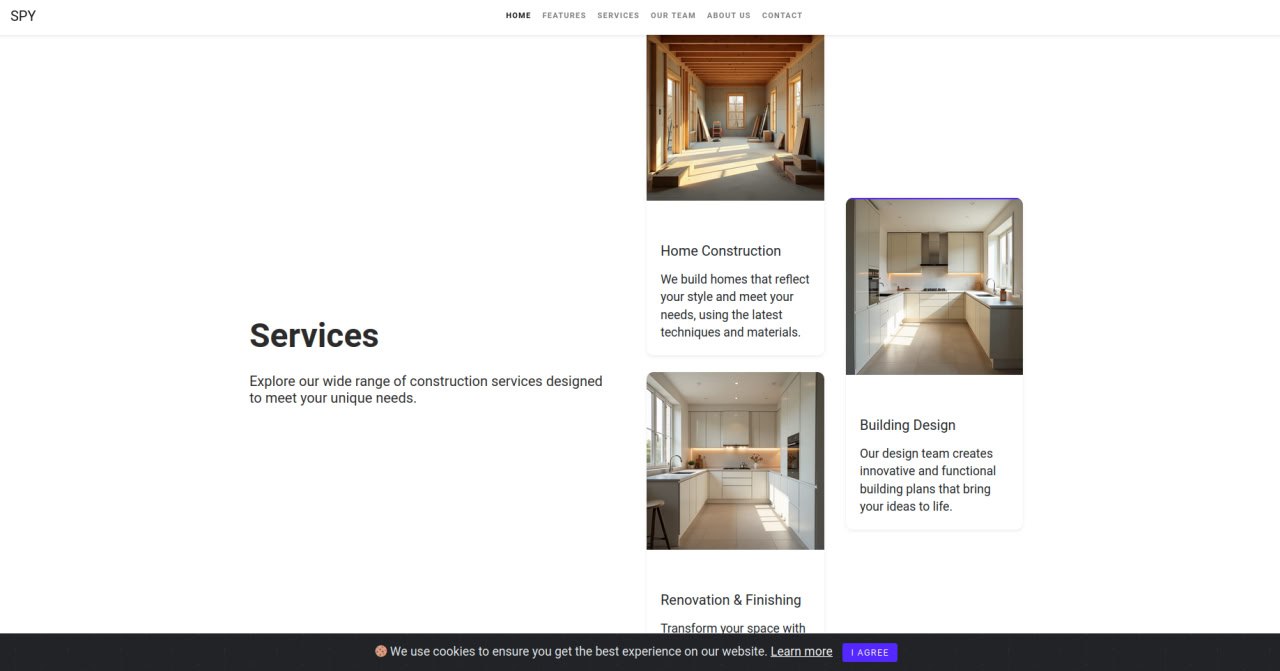 SPY
HOME FEATURES SERVICES OUR TEAM ABOUT US CONTACT
Services
Explore our wide range of construction services designed
to meet your unique needs.
Home Construction
We build homes that reflect
your style and meet your
needs, using the latest
techniques and materials.
Building Design
Our design team creates
innovative and functional
building plans that bring
your ideas to life.
Renovation & Finishing
Transform your space with
🍪 We use cookies to ensure you get the best experience on our website. Learn more I AGREE